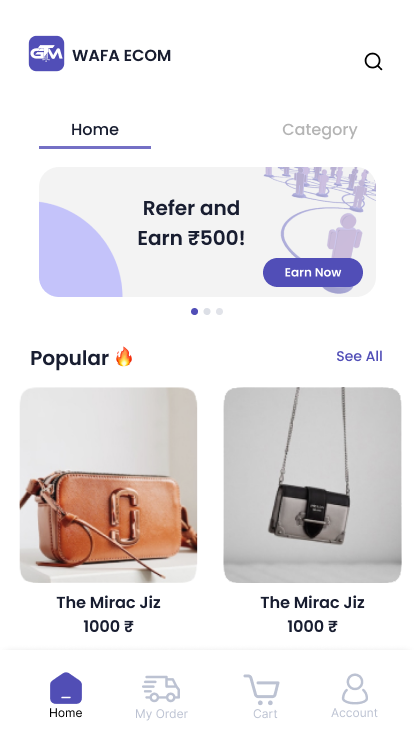 GTM
WAFA ECOM
Home
Category
Refer and
Earn ₹500!
Earn Now
Popular 🔥
See All
The Mirac Jiz
1000 ₹
The Mirac Jiz
1000 ₹
Home
My Order
Cart
Account